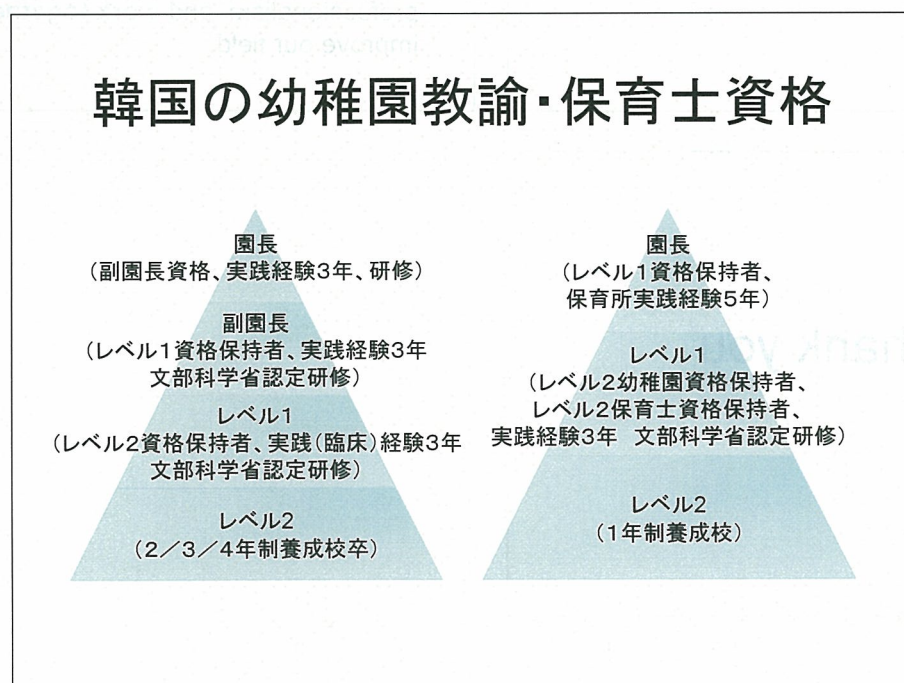 韓国の幼稚園教諭・保育士資格
園長
(副園長資格、実践経験3年、研修)
副園長
(レベル1資格保持者、実践経験3年
文部科学省認定研修)
レベル1
(レベル2資格保持者、実践(臨床)経験3年
文部科学省認定研修)
レベル2
(2/3/4年制養成校卒)
園長
(レベル1資格保持者、
保育所実践経験5年)
レベル1
(レベル2幼稚園資格保持者、
レベル2保育士資格保持者、
実践経験3年 文部科学省認定研修)
レベル2
(1年制養成校)
improve our field.
hank you